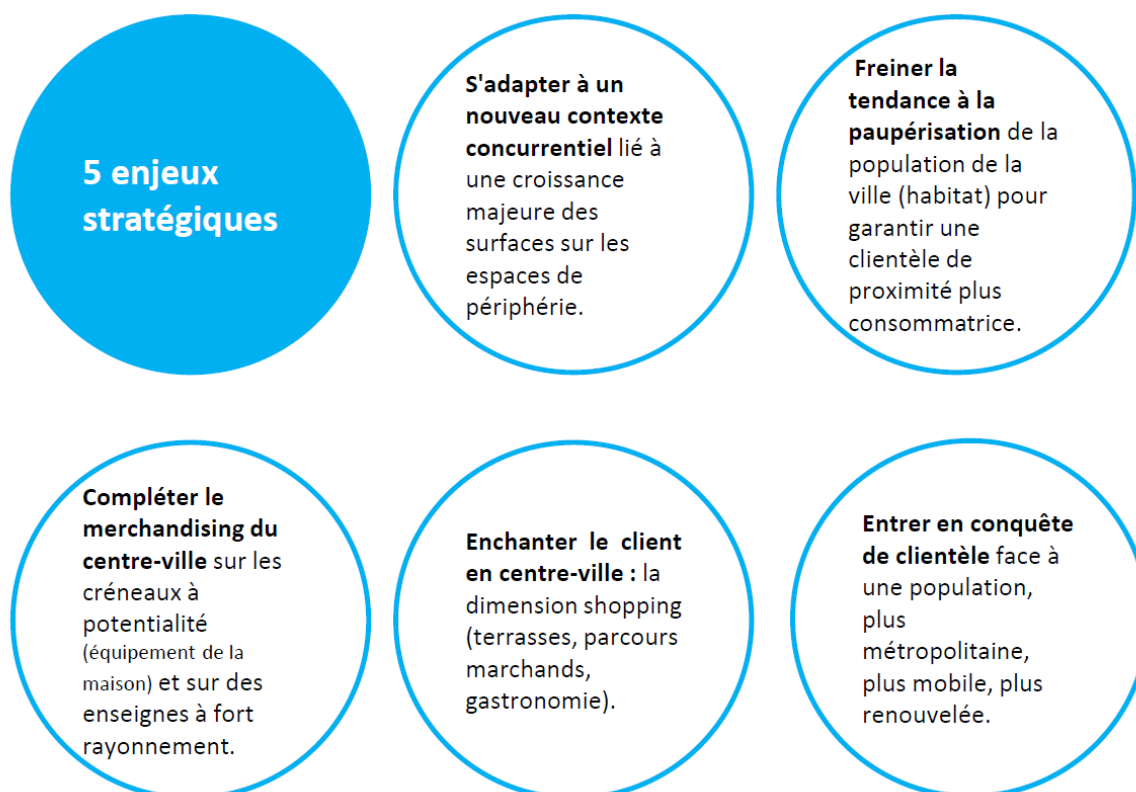 5 enjeux
stratégiques
S'adapter à un
nouveau contexte
concurrentiel lié à
une croissance
majeure des
surfaces sur les
espaces de
périphérie.
Freiner la
tendance à la
paupérisation de la
population de la
ville (habitat) pour
garantir une
clientèle de
proximité plus
consommatrice.
Compléter le
merchandising du
centre-ville sur les
créneaux à
potentialité
(équipement de la
maison) et sur des
enseignes à fort
rayonnement.
Enchanter le client
en centre-ville : la
dimension shopping
(terrasses, parcours
marchands,
gastronomie).
Entrer en conquête
de clientèle face à
une population,
plus
métropolitaine,
plus mobile, plus
renouvelée.